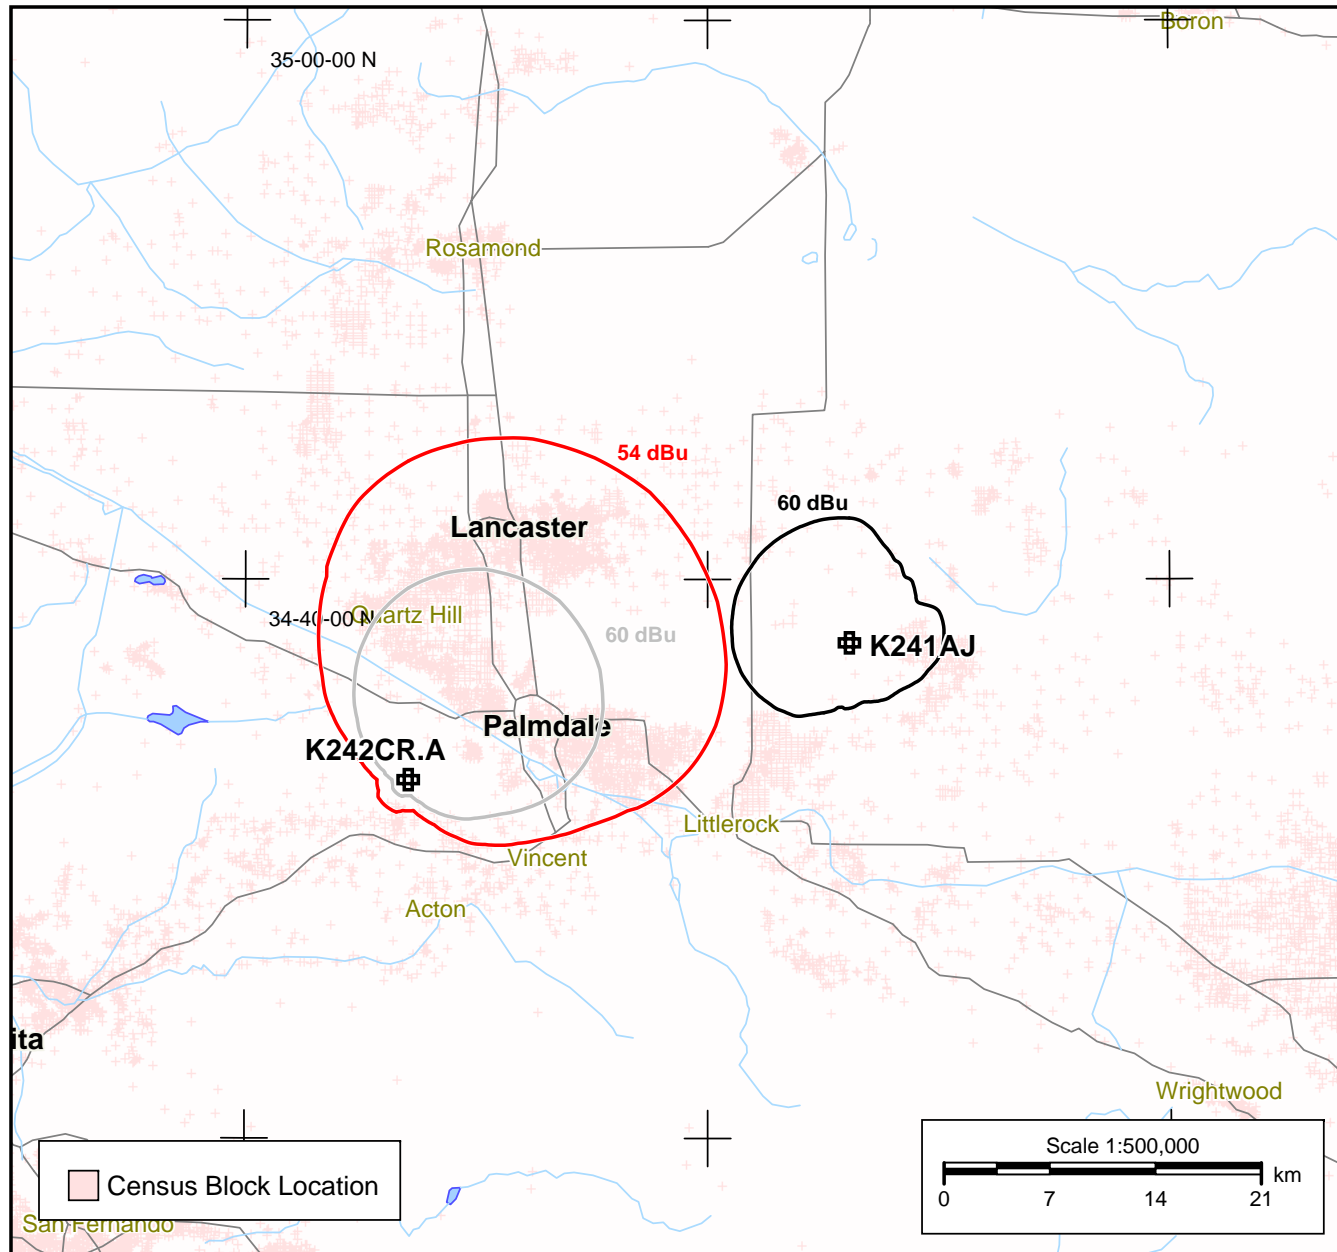 Boron
35-00-00 N
Rosamond
54 dBu
60 dBu
Lancaster
34-40-00 N
Quartz Hill
60 dBu
K241AJ
Palmdale
K242CR.A
Littlerock
Vincent
Acton
ita
Wrightwood
Scale 1:500,000
km
0 7 14 21
Census Block Location
San Fernando